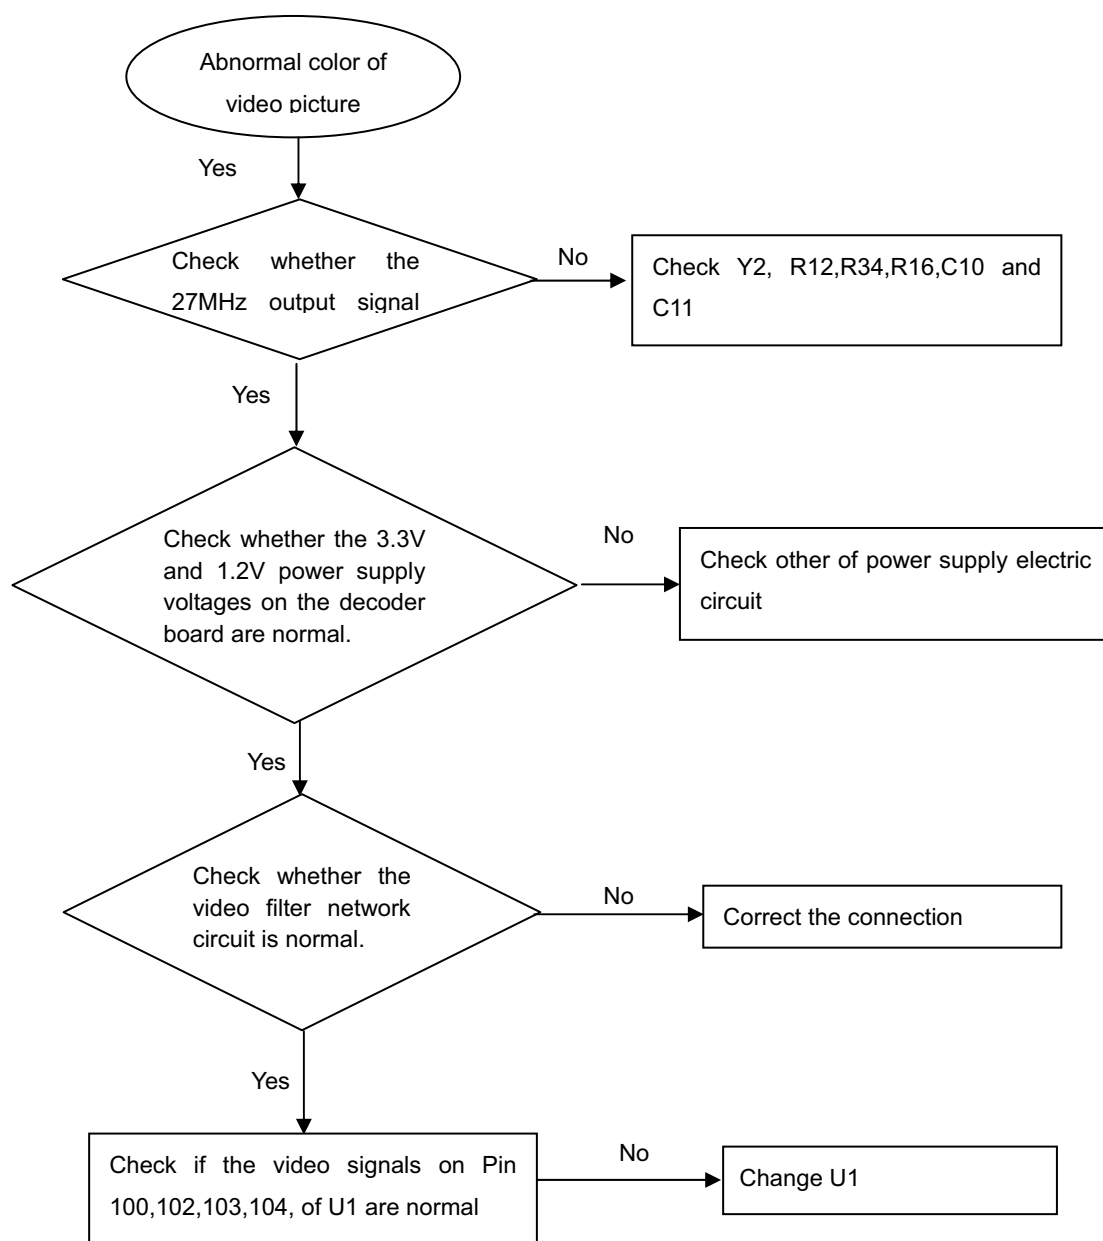 Abnormal color of
video picture
Yes
Check whether the
27MHz output signal
No
Check Y2, R12,R34,R16,C10 and
C11
Yes
Check whether the 3.3V
and 1.2V power supply
voltages on the decoder
board are normal.
No
Check other of power supply electric
circuit
Yes
Check whether the
video filter network
circuit is normal.
No
Correct the connection
Yes
Check if the video signals on Pin
100,102,103,104, of U1 are normal
No
Change U1